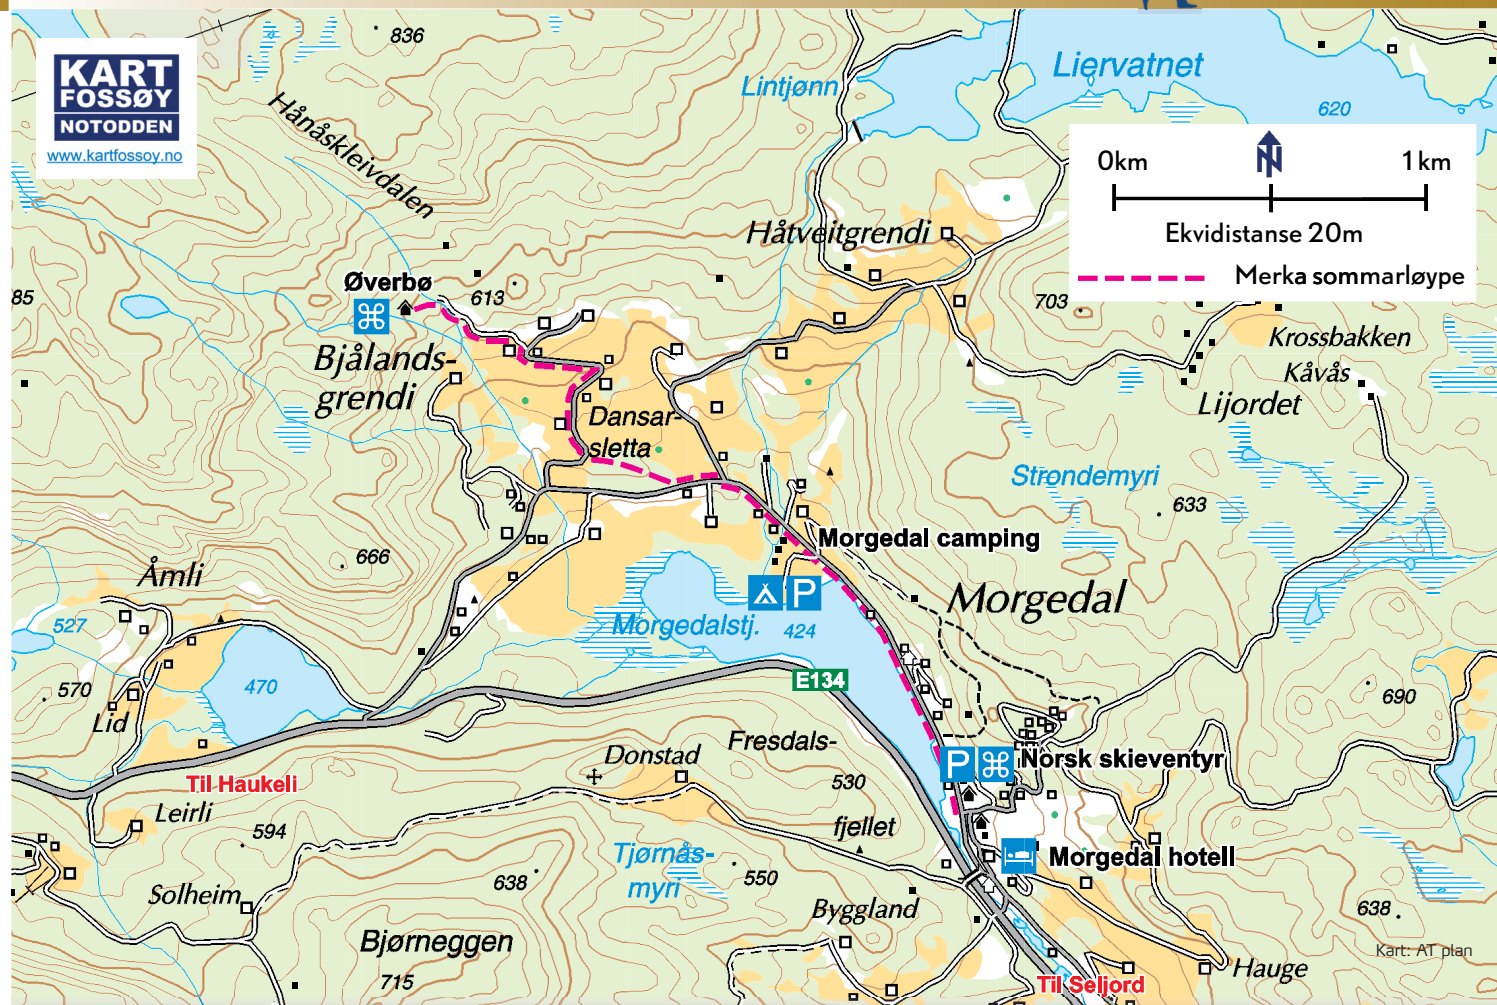 KART
FOSSØY
NOTODDEN
www.kartfossoy.no
836
Hånåskleivdalen
Lintjønn
Liervatnet
620
0km
N
1km
Ekvidistanse 20m
Merka sommarløype
Håtveitgrendi
Øverbø
613
85
703
Krossbakken
Kåvås
Lijordet
Bjålands-
grendi
Dansar-
sletta
Strondemyri
633
Morgedal camping
666
Åmli
P
Morgedal
527
Morgedalstj.
424
470
E134
570
Lid
690
Donstad
Fresdals-
P
Norsk skieventyr
530
Til Haukeli
Leirli
594
fjellet
Tjørnås-
myri
550
Morgedal hotell
638
Solheim
Byggland
638
Bjørneggen
715
Kart: AT plan
Hauge
Til Seljord